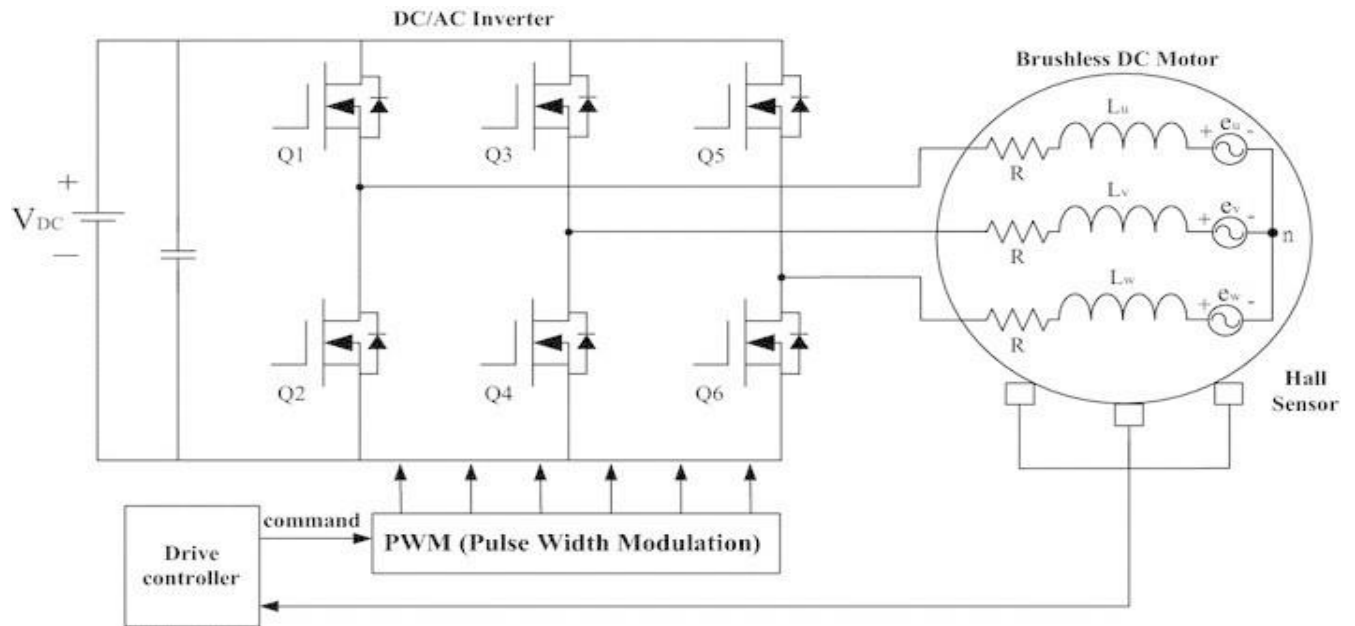 DC/AC Inverter
Brushless DC Motor
Q1
Q3
Q5
Lu
+ eu -
R
+
VDC
−
Lv
+ ev -
n
R
Lw
+ ew -
R
Q2
Q4
Q6
Hall
Sensor
command
PWM (Pulse Width Modulation)
Drive
controller